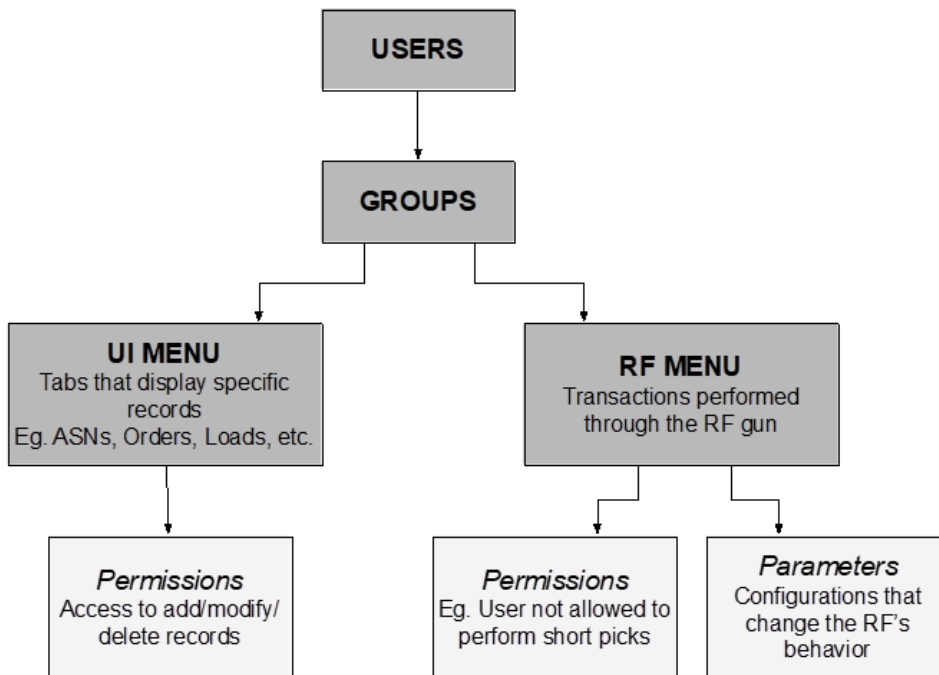 USERS
GROUPS
UI MENU
Tabs that display specific
records
Eg. ASNs, Orders, Loads, etc.
RF MENU
Transactions performed
through the RF gun
Permissions
Access to add/modify/
delete records
Permissions
Eg. User not allowed to
perform short picks
Parameters
Configurations that
change the RF’s
behavior